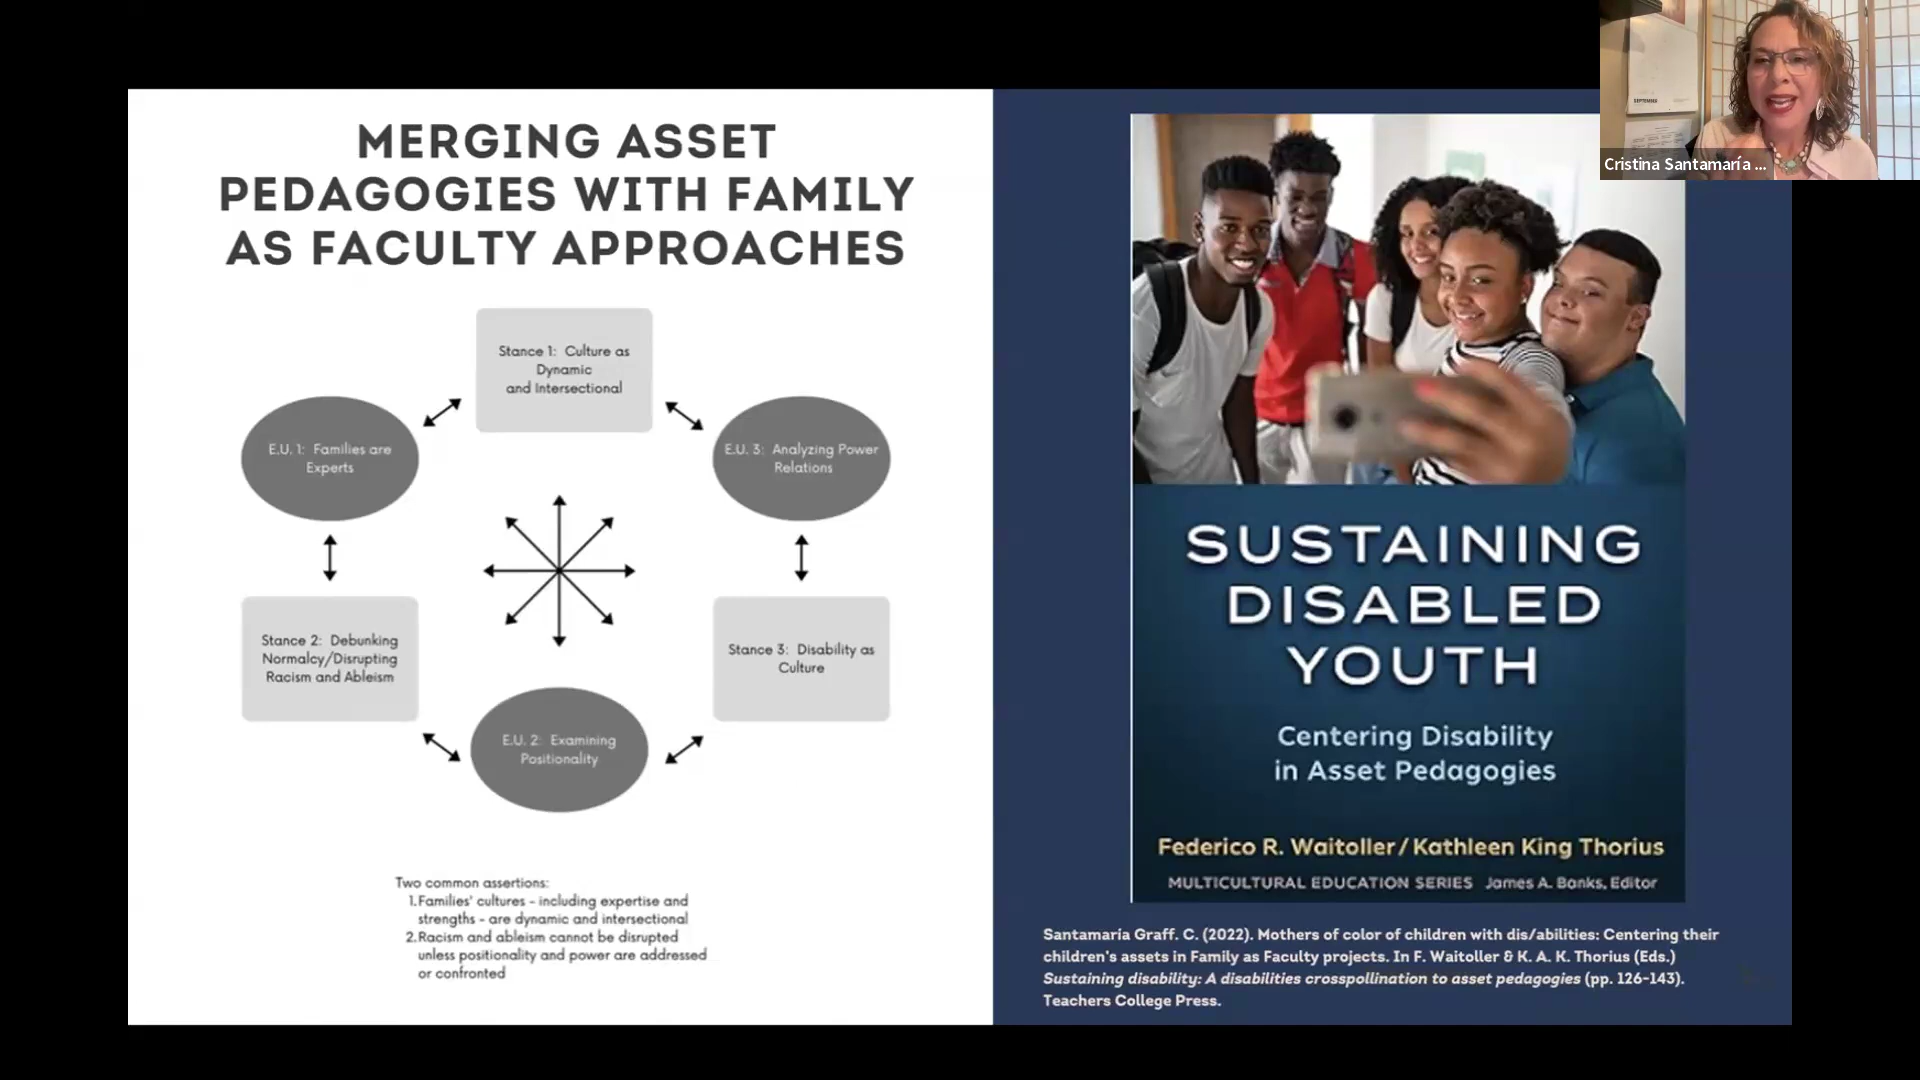 MERGING ASSET
PEDAGOGIES WITH FAMILY
AS FACULTY APPROACHES
Stance 1: Culture as
Dynamic
and Intersectional
E.U. 1: Families are
Experts
E.U. 3: Analyzing Power
Relations
Stance 2: Debunking
Normalcy/Disrupting
Racism and Ableism
Stance 3: Disability as
Culture
E.U. 2: Examining
Positionality
Two common assertions:
1. Families' cultures - including expertise and
strengths - are dynamic and intersectional
2. Racism and ableism cannot be disrupted
unless positionality and power are addressed
or confronted
SUSTAINING
DISABLED
YOUTH
Centering Disability
in Asset Pedagogies
Federico R. Waitoller / Kathleen King Thorius
MULTICULTURAL EDUCATION SERIES James A. Banks, Editor
Santamaría Graff. C. (2022). Mothers of color of children with dis/abilities: Centering their
children's assets in Family as Faculty projects. In F. Waitoller & K. A. K. Thorius (Eds.)
Sustaining disability: A disabilities crosspollination to asset pedagogies (pp. 126-143).
Teachers College Press.
SEPTEMBER
Cristina Santamaría ...